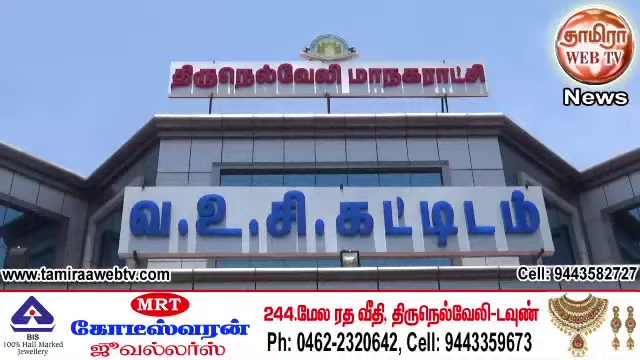 திருநெல்வேலி மாநகராட்சி
தாமிரா
WEB TV
News
வ.உ.சி.கட்டிடம்
www.tamiraawebtv.com
Cell: 9443582727
BIS
100% Hall Marked
Jewellery
MRT
கோடீஸ்வரன்
ஜுவல்லர்ஸ்
244.மேல ரத வீதி, திருநெல்வேலி-டவுண்
Ph: 0462-2320642, Cell: 9443359673